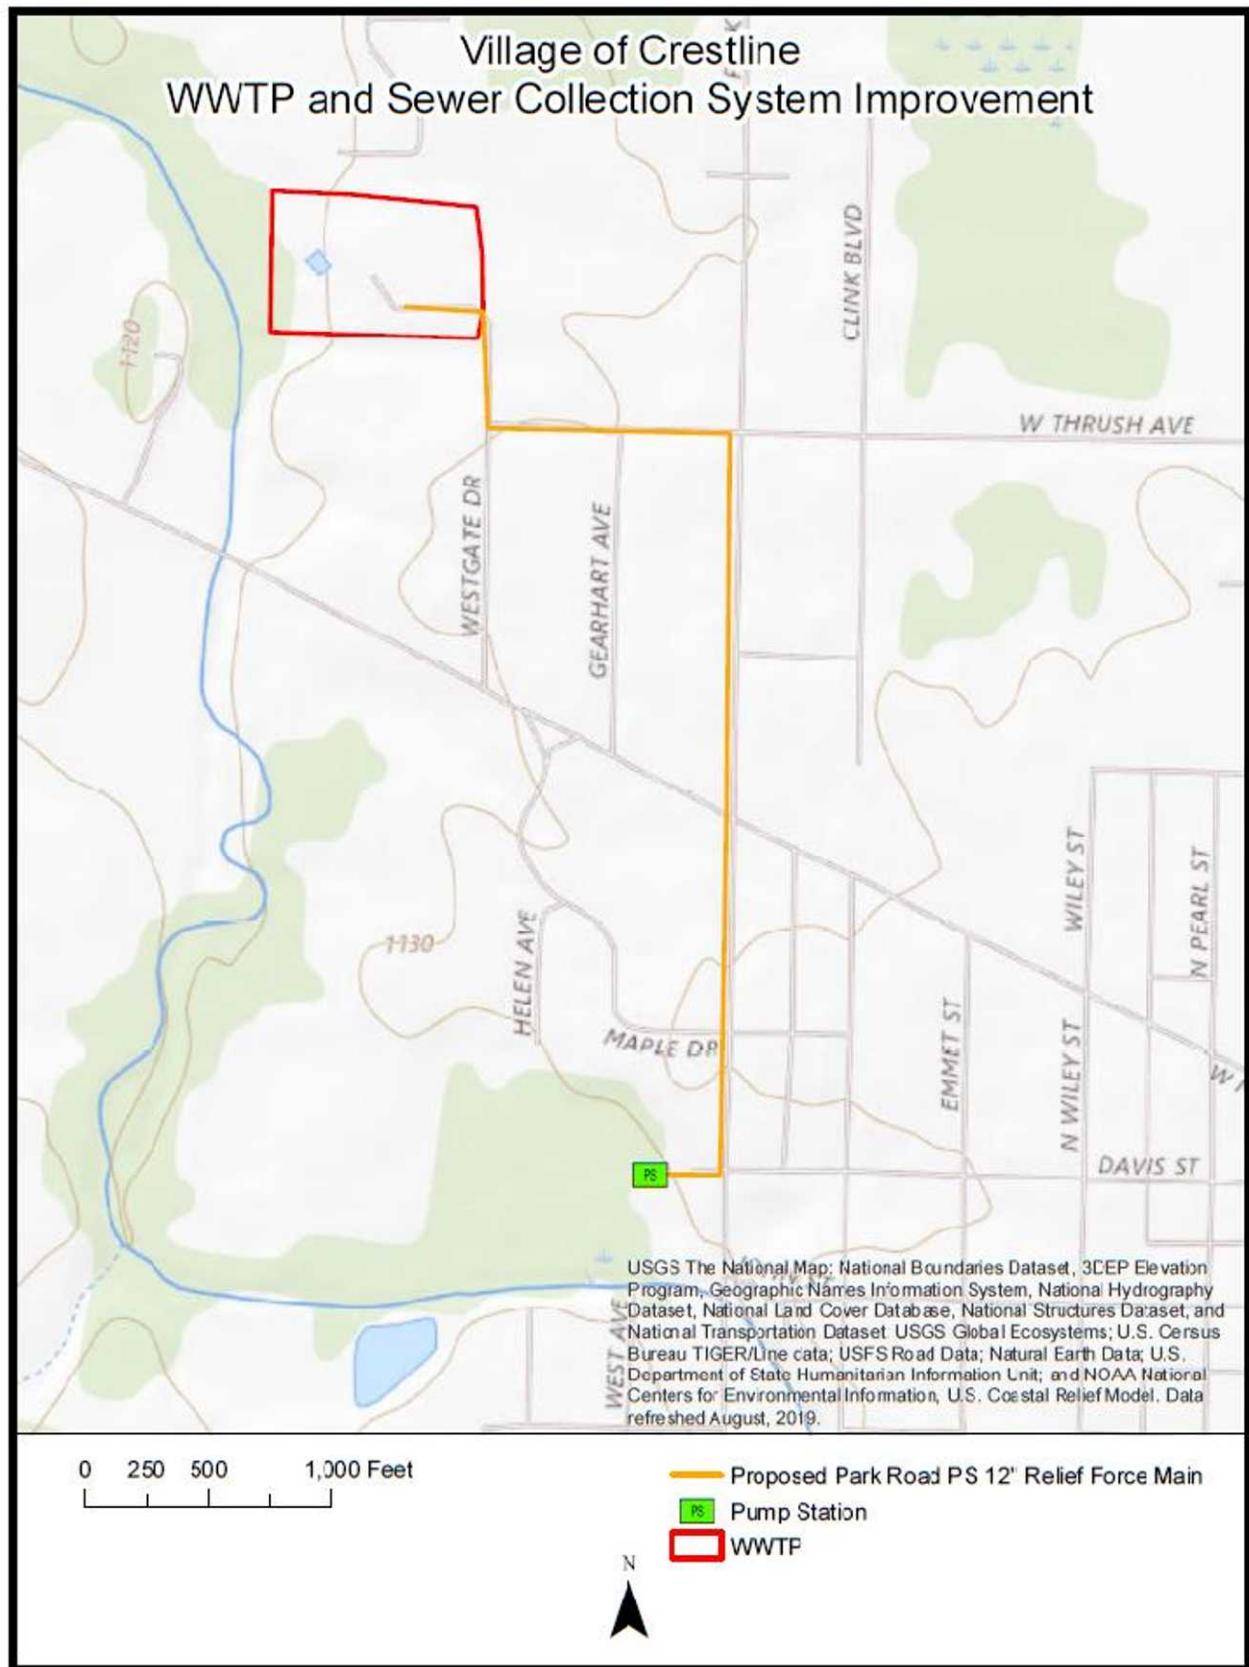 Village of Crestline
WWTP and Sewer Collection System Improvement
CLINK BLVD
1120
W THRUSH AVE
WESTGATE DR
GEARHART AVE
WILEY ST
N PEARL ST
1130
HELEN AVE
MAPLE DR
EMMET ST
N WILEY ST
DAVIS ST
PS
WEST AVE
USGS The National Map: National Boundaries Dataset, 3DEP Elevation
Program, Geographic Names Information System, National Hydrography
Dataset, National Land Cover Database, National Structures Dataset, and
National Transportation Dataset USGS Global Ecosystems; U.S. Census
Bureau TIGER/Line data; USFS Road Data; Natural Earth Data; U.S.
Department of State Humanitarian Information Unit; and NOAA National
Centers for Environmental Information, U.S. Coastal Relief Model. Data
refreshed August, 2019.
0 250 500 1,000 Feet
Proposed Park Road PS 12" Relief Force Main
PS Pump Station
WWTP
N